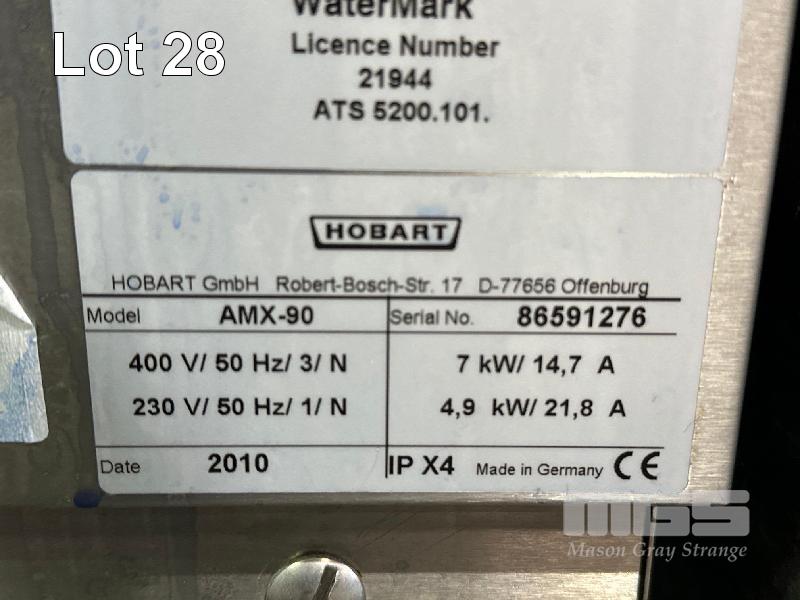 WaterMark
Lot 28
Licence Number
21944
ATS 5200.101.
HOBART
HOBART GmbH Robert-Bosch-Str. 17 D-77656 Offenburg
Model AMX-90 Serial No. 86591276
400 V/ 50 Hz/ 3/ N 7 kW/ 14,7 A
230 V/ 50 Hz/ 1/ N 4,9 kW/ 21,8 A
Date 2010 IP X4 Made in Germany CE
MGS
Mason Gray Strange